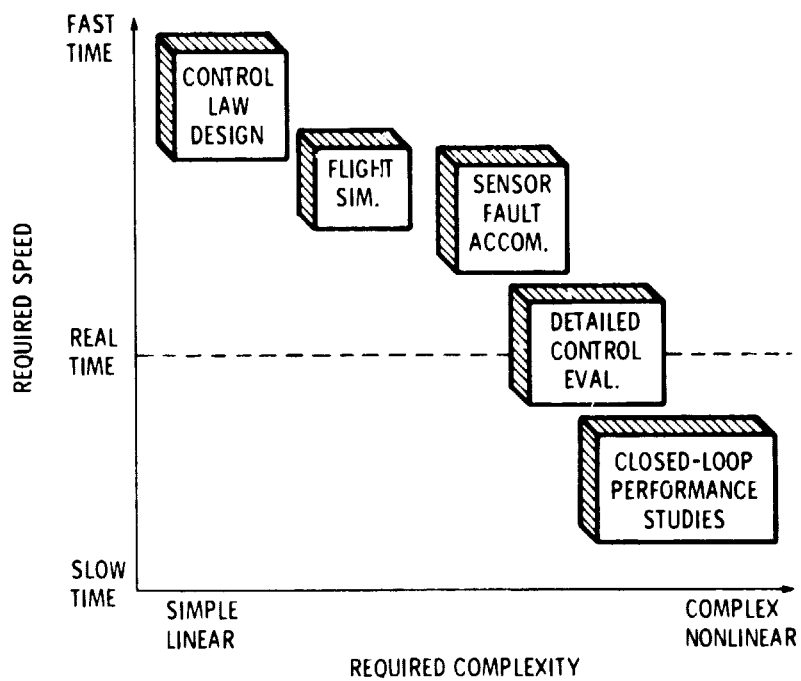 FAST
TIME
CONTROL
LAW
DESIGN
FLIGHT
SIM.
SENSOR
FAULT
ACCOM.
REQUIRED SPEED
REAL
TIME
DETAILED
CONTROL
EVAL.
CLOSED-LOOP
PERFORMANCE
STUDIES
SLOW
TIME
SIMPLE
LINEAR
COMPLEX
NONLINEAR
REQUIRED COMPLEXITY